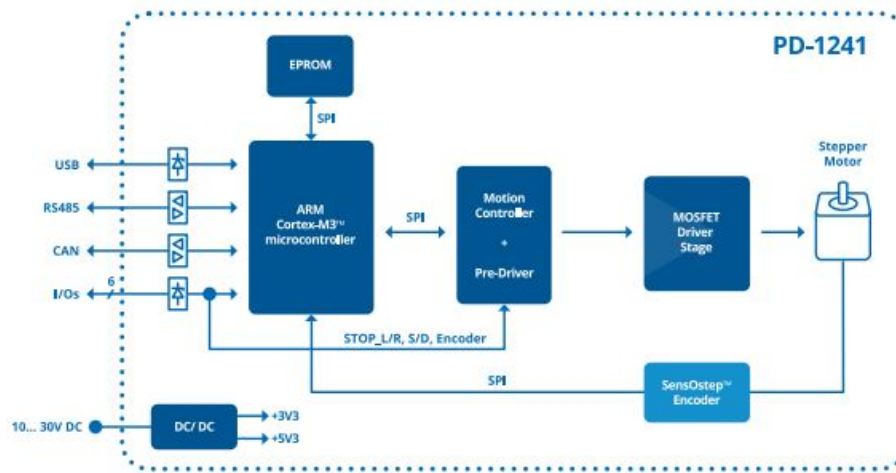 PD-1241
EPROM
SPI
USB
RS485
CAN
I/Os
6
ARM
Cortex-M3™
microcontroller
SPI
Motion
Controller
+
Pre-Driver
MOSFET
Driver
Stage
Stepper
Motor
STOP_L/R, S/D, Encoder
SPI
SensOstep™
Encoder
10... 30V DC
DC/ DC
+3V3
+5V3